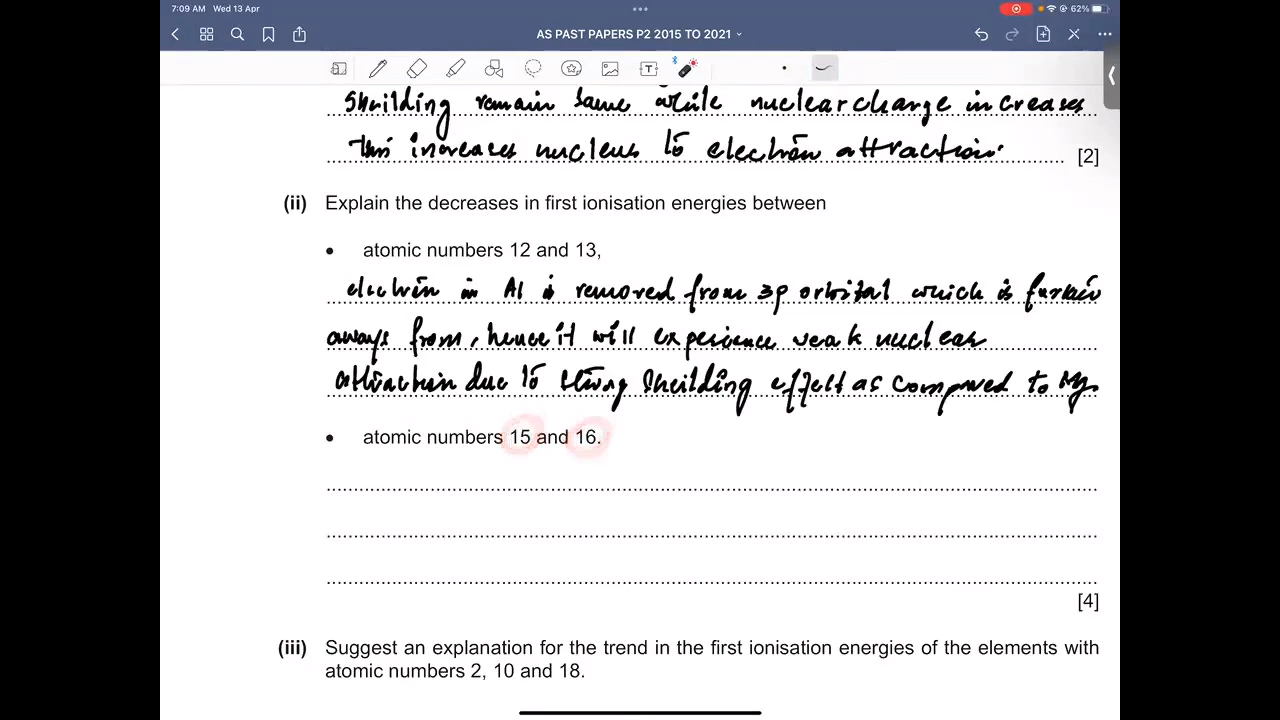 7:09 AM Wed 13 Apr
62%
AS PAST PAPERS P2 2015 TO 2021
Sheilding remain same while nuclear charge increases
This increases nucleus to electron attraction. [2]
(ii) Explain the decreases in first ionisation energies between
• atomic numbers 12 and 13,
electron in Al is removed from 3p orbital which is further
aways from, hence it will experience weak nuclear
attraction due to strong sheilding effect as compared to Mg.
• atomic numbers 15 and 16.
[4]
(iii) Suggest an explanation for the trend in the first ionisation energies of the elements with
atomic numbers 2, 10 and 18.